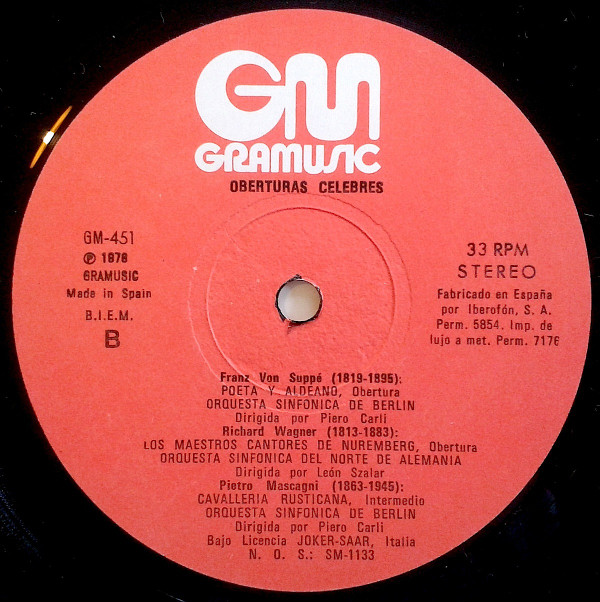 GM
GRAMUSIC
OBERTURAS CELEBRES
GM-451
℗ 1976
GRAMUSIC
Made in Spain
B.I.E.M.
B
33 RPM
STEREO
Fabricado en España
por Iberofón, S. A.
Perm. 5854. Imp. de
lujo a met. Perm. 7176
Franz Von Suppé (1819-1895):
POETA Y ALDEANO, Obertura
ORQUESTA SINFONICA DE BERLIN
Dirigida por Piero Carli
Richard Wagner (1813-1883):
LOS MAESTROS CANTORES DE NUREMBERG, Obertura
ORQUESTA SINFONICA DEL NORTE DE ALEMANIA
Dirigida por León Szalar
Pietro Mascagni (1863-1945):
CAVALLERIA RUSTICANA, Intermedio
ORQUESTA SINFONICA DE BERLIN
Dirigida por Piero Carli
Bajo Licencia JOKER-SAAR, Italia
N. O. S.: SM-1133